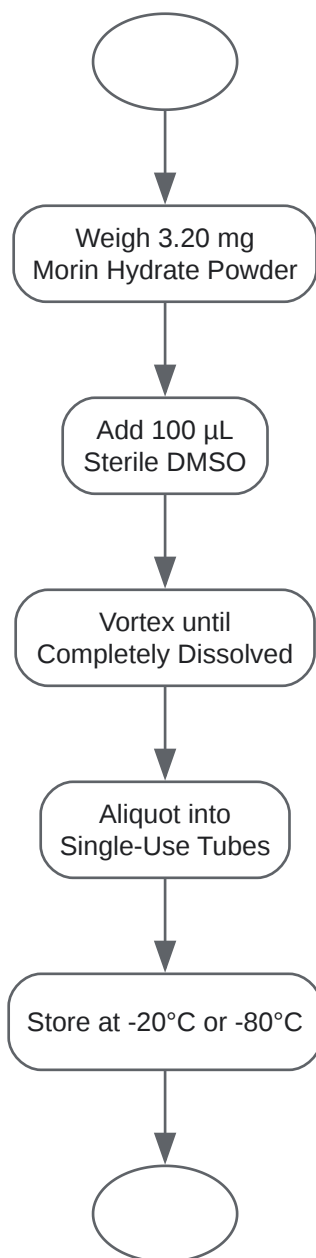 Weigh 3.20 mg
Morin Hydrate Powder
Add 100 µL
Sterile DMSO
Vortex until
Completely Dissolved
Aliquot into
Single-Use Tubes
Store at -20°C or -80°C